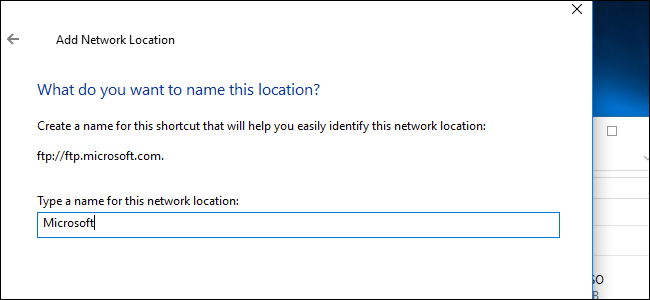 Add Network Location
What do you want to name this location?
Create a name for this shortcut that will help you easily identify this network location:
ftp://ftp.microsoft.com.
Type a name for this network location:
Microsoft